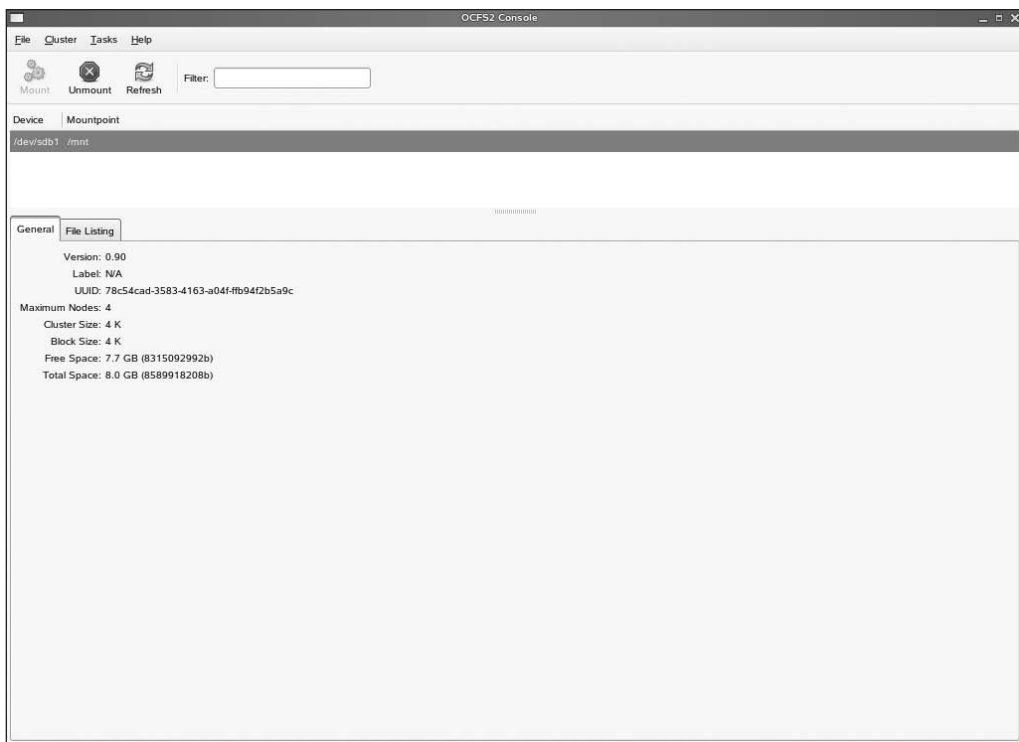 OCFS2 Console
File Cluster Tasks Help
Mount Unmount Refresh Filter:
Device Mountpoint
/dev/sdb1 /mnt
General File Listing
Version: 0.90
Label: N/A
UUID: 78c54cad-3583-4163-a04f-ffb94f2b5a9c
Maximum Nodes: 4
Cluster Size: 4 K
Block Size: 4 K
Free Space: 7.7 GB (8315092992b)
Total Space: 8.0 GB (8589918208b)